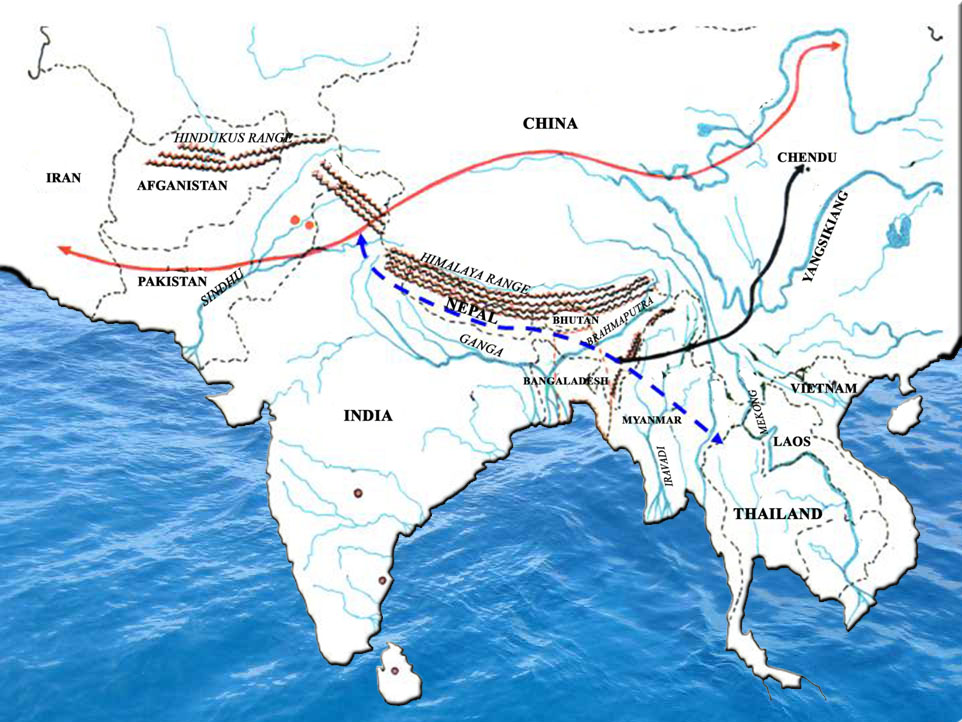 CHINA
HINDUKUS RANGE
CHENDU
IRAN
AFGANISTAN
YANGSIKIANG
HIMALAYA RANGE
PAKISTAN
SINDHU
NEPAL
BHUTAN
BRAHMAPUTRA
GANGA
BANGALADESH
VIETNAM
INDIA
MYANMAR
MEKONG
LAOS
IRAVADI
THAILAND